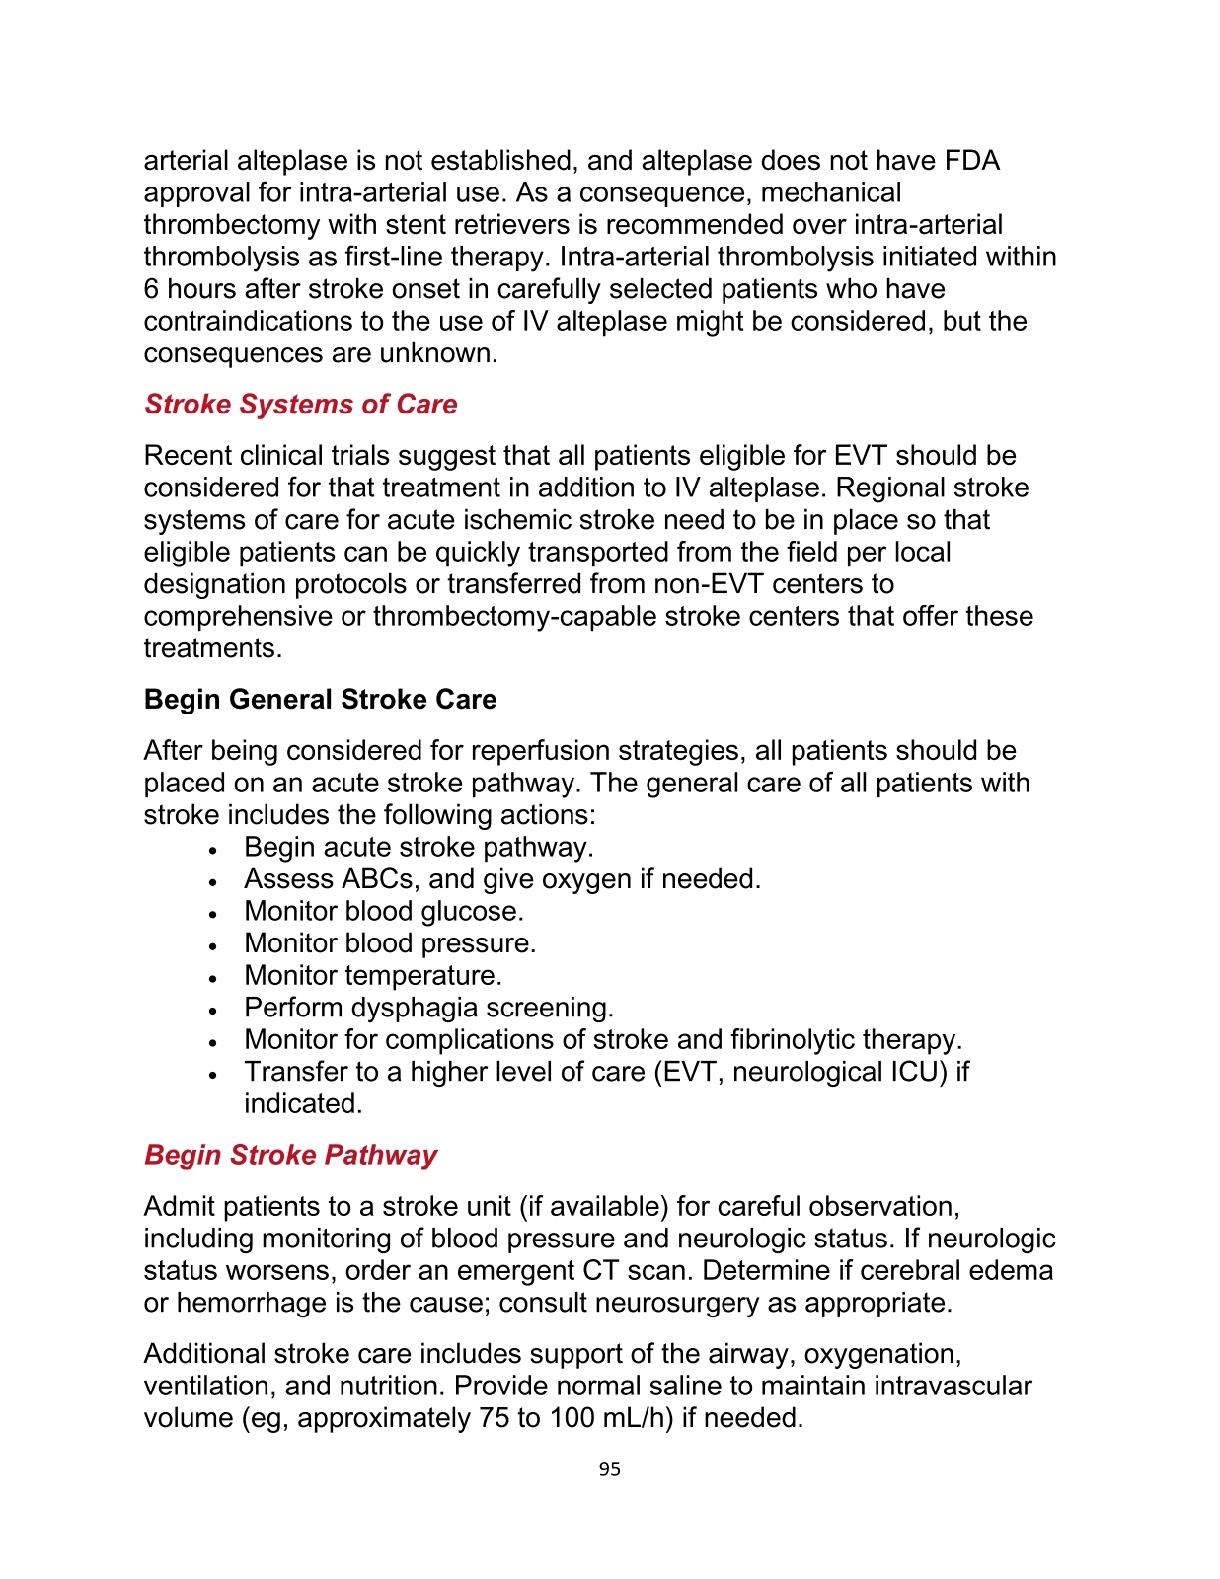 arterial alteplase is not established, and alteplase does not have FDA
approval for intra-arterial use. As a consequence, mechanical
thrombectomy with stent retrievers is recommended over intra-arterial
thrombolysis as first-line therapy. Intra-arterial thrombolysis initiated within
6 hours after stroke onset in carefully selected patients who have
contraindications to the use of IV alteplase might be considered, but the
consequences are unknown.
Stroke Systems of Care
Recent clinical trials suggest that all patients eligible for EVT should be
considered for that treatment in addition to IV alteplase. Regional stroke
systems of care for acute ischemic stroke need to be in place so that
eligible patients can be quickly transported from the field per local
designation protocols or transferred from non-EVT centers to
comprehensive or thrombectomy-capable stroke centers that offer these
treatments.
Begin General Stroke Care
After being considered for reperfusion strategies, all patients should be
placed on an acute stroke pathway. The general care of all patients with
stroke includes the following actions:
• Begin acute stroke pathway.
• Assess ABCs, and give oxygen if needed.
• Monitor blood glucose.
• Monitor blood pressure.
• Monitor temperature.
• Perform dysphagia screening.
• Monitor for complications of stroke and fibrinolytic therapy.
• Transfer to a higher level of care (EVT, neurological ICU) if
indicated.
Begin Stroke Pathway
Admit patients to a stroke unit (if available) for careful observation,
including monitoring of blood pressure and neurologic status. If neurologic
status worsens, order an emergent CT scan. Determine if cerebral edema
or hemorrhage is the cause; consult neurosurgery as appropriate.
Additional stroke care includes support of the airway, oxygenation,
ventilation, and nutrition. Provide normal saline to maintain intravascular
volume (eg, approximately 75 to 100 mL/h) if needed.
95